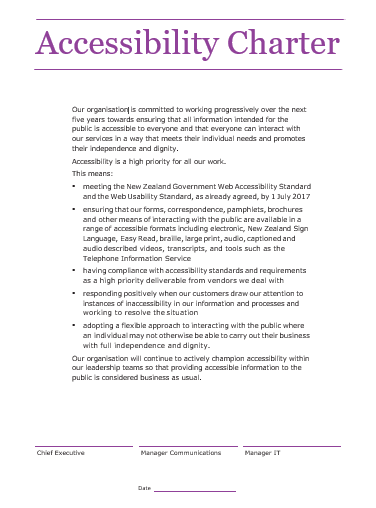 Accessibility Charter
Our organisation is committed to working progressively over the next
five years towards ensuring that all information intended for the
public is accessible to everyone and that everyone can interact with
our services in a way that meets their individual needs and promotes
their independence and dignity.
Accessibility is a high priority for all our work.
This means:
• meeting the New Zealand Government Web Accessibility Standard
and the Web Usability Standard, as already agreed, by 1 July 2017
• ensuring that our forms, correspondence, pamphlets, brochures
and other means of interacting with the public are available in a
range of accessible formats including electronic, New Zealand Sign
Language, Easy Read, braille, large print, audio, captioned and
audio described videos, transcripts, and tools such as the
Telephone Information Service
• having compliance with accessibility standards and requirements
as a high priority deliverable from vendors we deal with
• responding positively when our customers draw our attention to
instances of inaccessibility in our information and processes and
working to resolve the situation
• adopting a flexible approach to interacting with the public where
an individual may not otherwise be able to carry out their business
with full independence and dignity.
Our organisation will continue to actively champion accessibility within
our leadership teams so that providing accessible information to the
public is considered business as usual.
Chief Executive Manager Communications Manager IT
Date